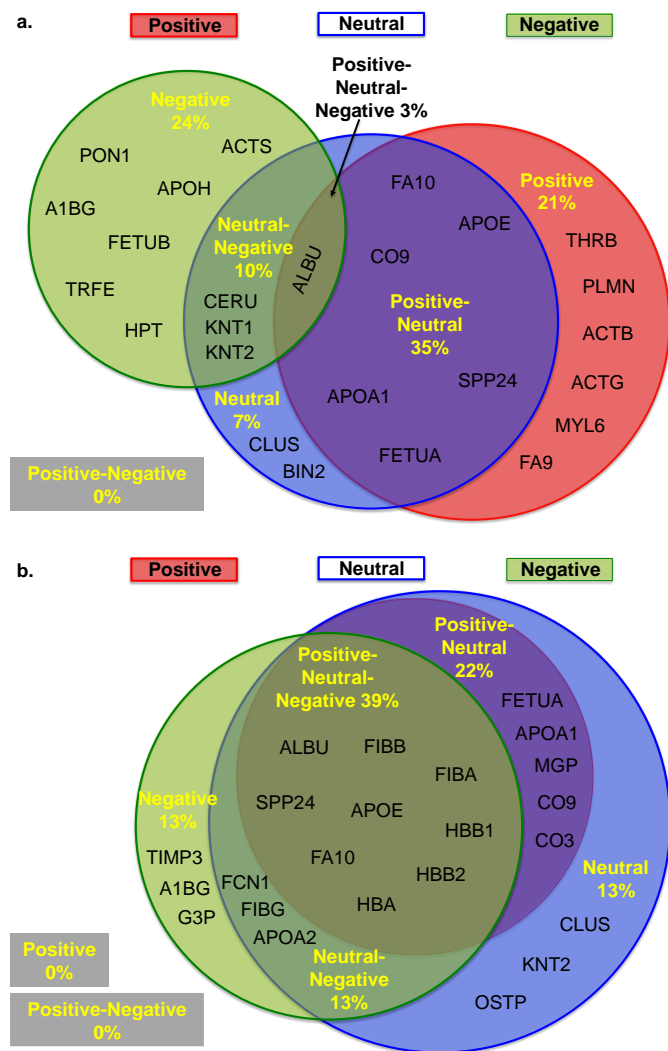 a.
Positive
Neutral
Negative
Positive-
Neutral-
Negative 3%
Negative
24%
PON1
ACTS
APOH
A1BG
FETUB
TRFE
HPT
Neutral-
Negative
10%
ALBU
CERU
KNT1
KNT2
FA10
APOE
CO9
Positive-
Neutral
35%
APOA1
SPP24
FETUA
Positive
21%
THRB
PLMN
ACTB
ACTG
MYL6
FA9
Neutral
7%
CLUS
BIN2
Positive-Negative
0%
b.
Positive
Neutral
Negative
Positive-
Neutral
22%
FETUA
APOA1
MGP
CO9
CO3
Positive-
Neutral-
Negative 39%
ALBU
FIBB
FIBA
SPP24
APOE
HBB1
FA10
HBB2
HBA
Negative
13%
TIMP3
A1BG
G3P
FCN1
FIBG
APOA2
Neutral-
Negative
13%
Neutral
13%
CLUS
KNT2
OSTP
Positive
0%
Positive-Negative
0%